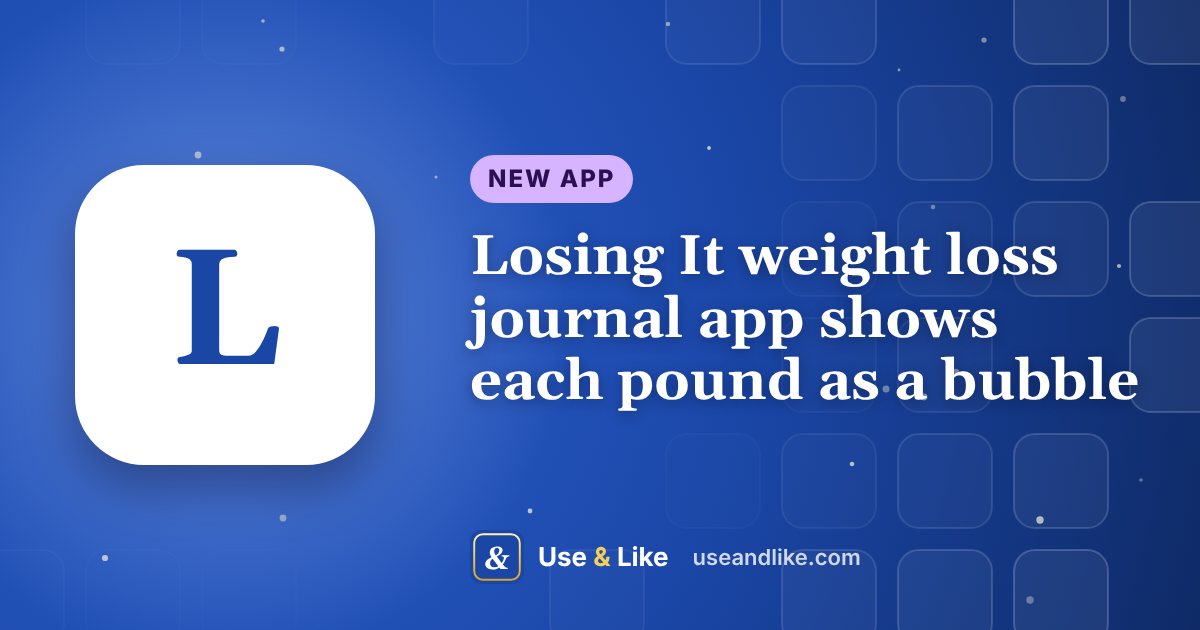 L
NEW APP
Losing It weight loss
journal app shows
each pound as a bubble
& Use & Like useandlike.com